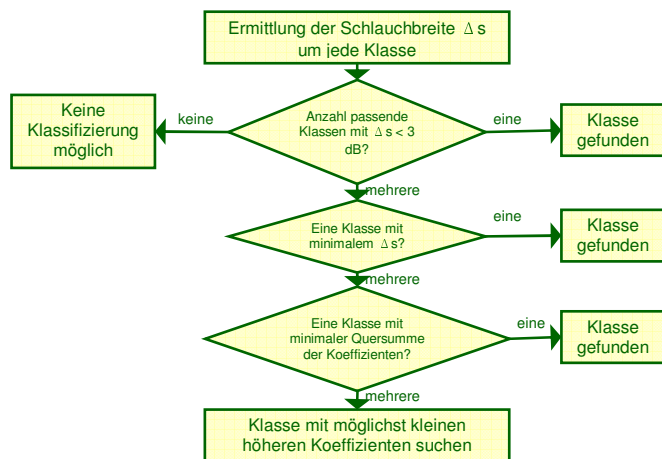 Ermittlung der Schlauchbreite Δs
um jede Klasse
Keine
Klassifizierung
möglich
keine
Anzahl passende
Klassen mit Δs < 3
dB?
eine
Klasse
gefunden
mehrere
Eine Klasse mit
minimalem Δs?
eine
Klasse
gefunden
mehrere
Eine Klasse mit
minimaler Quersumme
der Koeffizienten?
eine
Klasse
gefunden
mehrere
Klasse mit möglichst kleinen
höheren Koeffizienten suchen